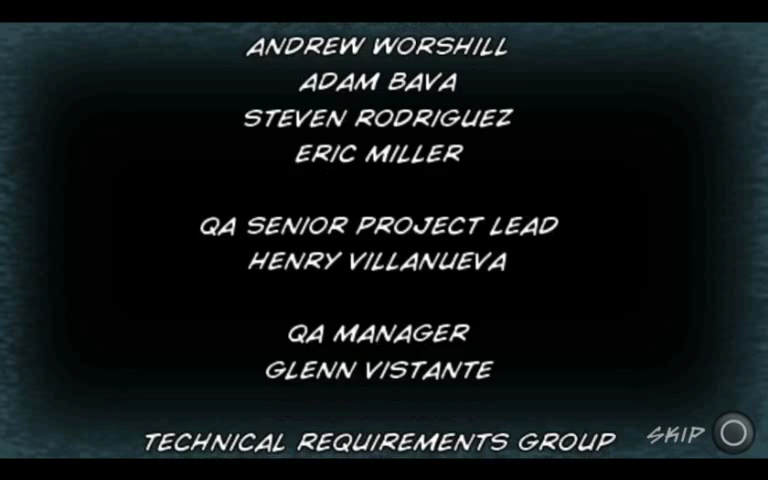 ANDREW WORSHILL
ADAM BAVA
STEVEN RODRIGUEZ
ERIC MILLER
QA SENIOR PROJECT LEAD
HENRY VILLANUEVA
QA MANAGER
GLENN VISTANTE
TECHNICAL REQUIREMENTS GROUP
SKIP